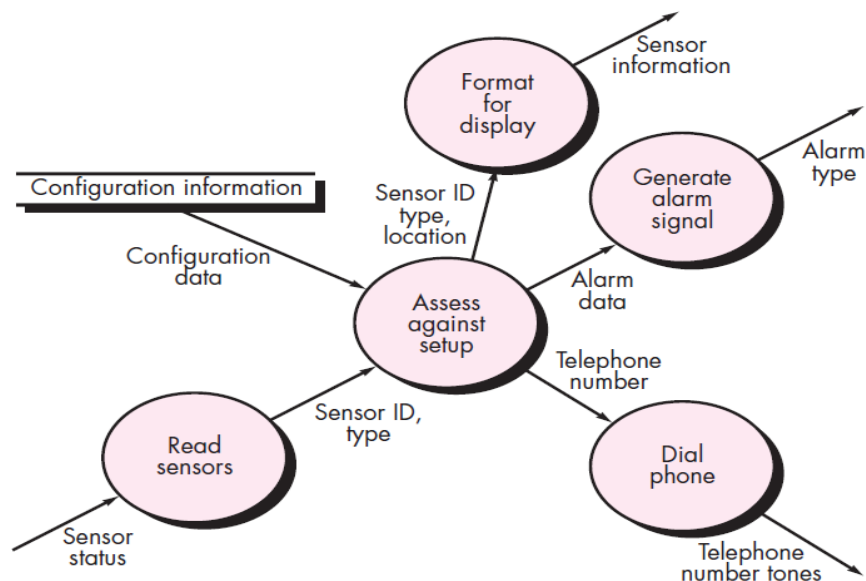 Format
for
display
Sensor
information
Generate
alarm
signal
Alarm
type
Configuration information
Sensor ID
type,
location
Configuration
data
Assess
against
setup
Alarm
data
Telephone
number
Sensor ID,
type
Read
sensors
Dial
phone
Sensor
status
Telephone
number tones